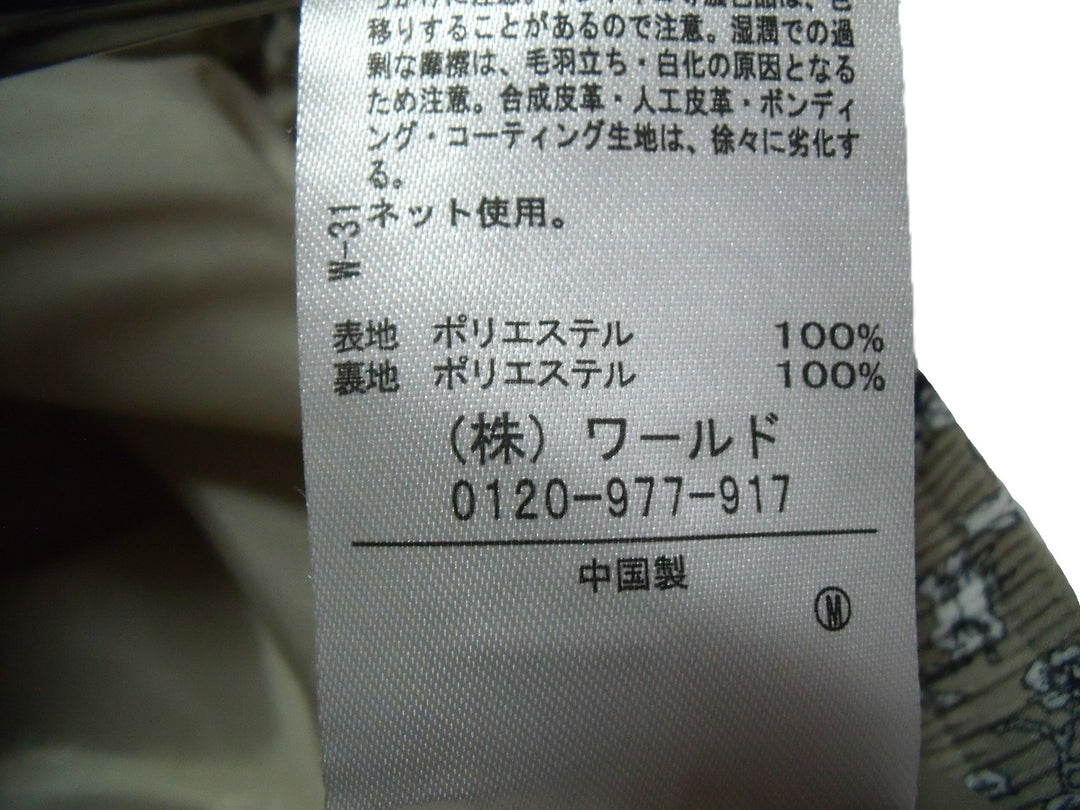 移りすることがあるので注意。湿潤での過
剰な摩擦は、毛羽立ち・白化の原因となる
ため注意。合成皮革・人工皮革・ボンディ
ング・コーティング生地は、徐々に劣化す
る。
ネット使用。
W-31
表地 ポリエステル 100%
裏地 ポリエステル 100%
(株) ワールド
0120-977-917
中国製
Ⓜ